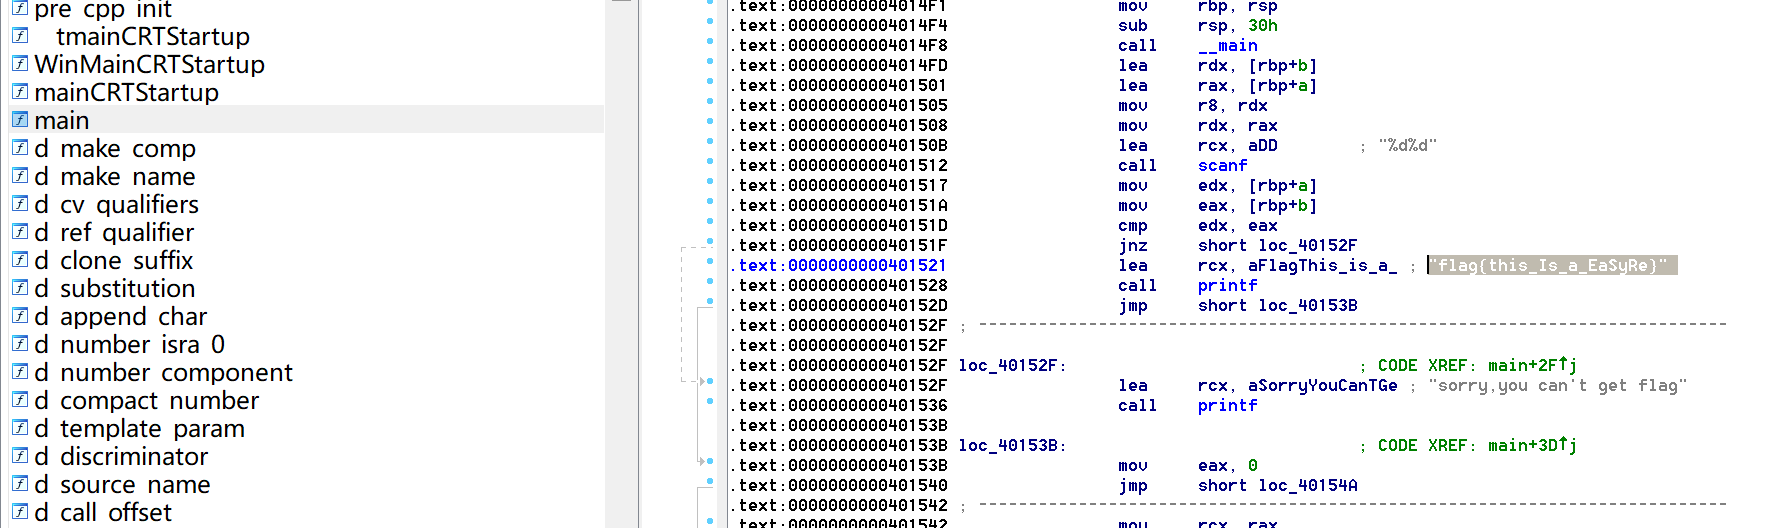 pre cpp init
tmainCRTStartup
WinMainCRTStartup
mainCRTStartup
main
d make comp
d make name
d cv qualifiers
d ref qualifier
d clone suffix
d substitution
d append char
d number isra 0
d number component
d compact number
d template param
d discriminator
d source name
d call offset
.text:00000000004014F1 mov rbp, rsp
.text:00000000004014F4 sub rsp, 30h
.text:00000000004014F8 call __main
.text:00000000004014FD lea rdx, [rbp+b]
.text:0000000000401501 lea rax, [rbp+a]
.text:0000000000401505 mov r8, rdx
.text:0000000000401508 mov rdx, rax
.text:000000000040150B lea rcx, aDD ; "%d%d"
.text:0000000000401512 call scanf
.text:0000000000401517 mov edx, [rbp+a]
.text:000000000040151A mov eax, [rbp+b]
.text:000000000040151D cmp edx, eax
.text:000000000040151F jnz short loc_40152F
.text:0000000000401521 lea rcx, aFlagThis_is_a_ ; "flag{this_Is_a_EaSyRe}"
.text:0000000000401528 call printf
.text:000000000040152D jmp short loc_40153B
.text:000000000040152F ; ---------------------------------------------------------------------------
.text:000000000040152F
.text:000000000040152F loc_40152F: ; CODE XREF: main+2F↑j
.text:000000000040152F lea rcx, aSorryYouCanTGe ; "sorry,you can't get flag"
.text:0000000000401536 call printf
.text:000000000040153B
.text:000000000040153B loc_40153B: ; CODE XREF: main+3D↑j
.text:000000000040153B mov eax, 0
.text:0000000000401540 jmp short loc_40154A
.text:0000000000401542 ; ---------------------------------------------------------------------------
.text:0000000000401542 mov rcx, rax